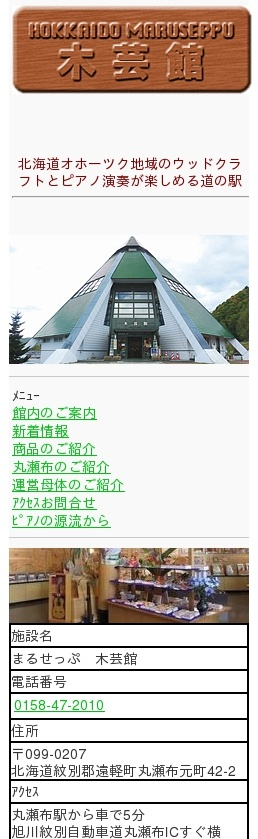 HOKKAIDO MARUSEPPU
木芸館
北海道オホーツク地域のウッドクラ
フトとピアノ演奏が楽しめる道の駅
木芸館
ﾒﾆｭｰ
館内のご案内
新着情報
商品のご紹介
丸瀬布のご紹介
運営母体のご紹介
ｱｸｾｽお問合せ
ﾋﾟｱﾉの源流から
施設名
まるせっぷ　木芸館
電話番号
0158-47-2010
住所
〒099-0207
北海道紋別郡遠軽町丸瀬布元町42-2
ｱｸｾｽ
丸瀬布駅から車で5分
旭川紋別自動車道丸瀬布ICすぐ横